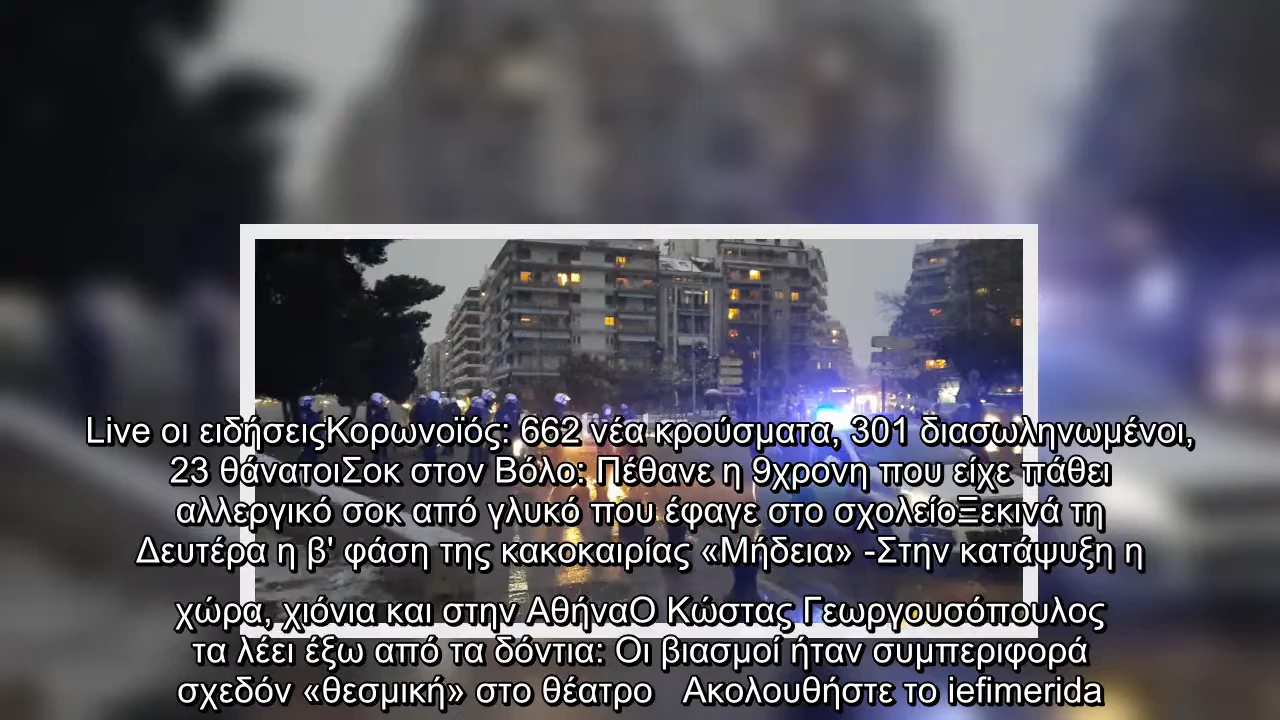 Live οι ειδήσειςΚορωνοϊός: 662 νέα κρούσματα, 301 διασωληνωμένοι,
23 θάνατοιΣοκ στον Βόλο: Πέθανε η 9χρονη που είχε πάθει
αλλεργικό σοκ από γλυκό που έφαγε στο σχολείοΞεκινά τη
Δευτέρα η β' φάση της κακοκαιρίας «Μήδεια» -Στην κατάψυξη η
χώρα, χιόνια και στην ΑθήναΟ Κώστας Γεωργουσόπουλος
τα λέει έξω από τα δόντια: Οι βιασμοί ήταν συμπεριφορά
σχεδόν «θεσμική» στο θέατρο   Ακολουθήστε το iefimerida